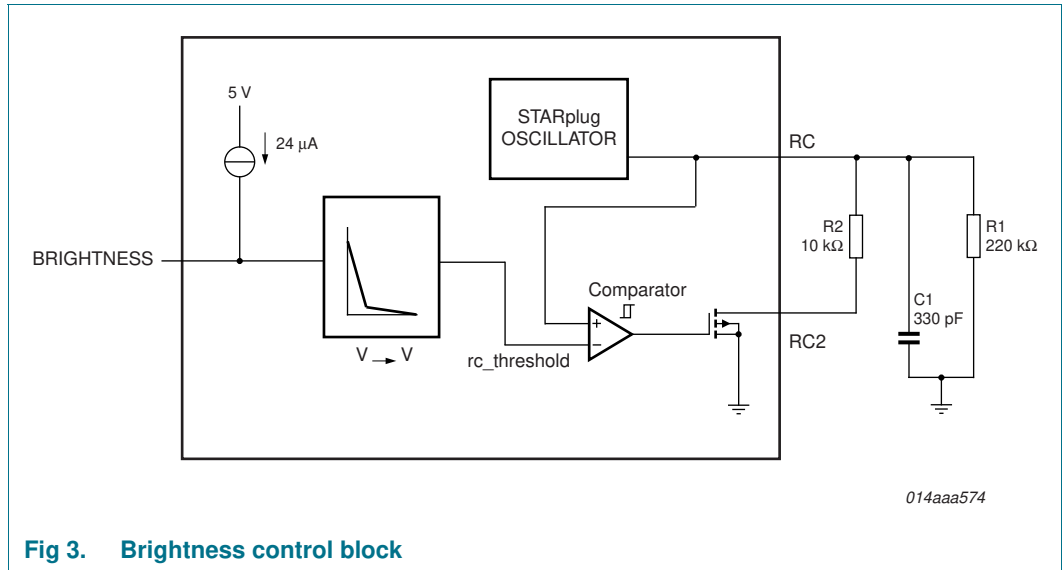 5 V
24 μA
STARplug
OSCILLATOR
RC
BRIGHTNESS
R2
10 kΩ
R1
220 kΩ
Comparator
C1
330 pF
+
−
RC2
V → V
rc_threshold
014aaa574
Fig 3. Brightness control block